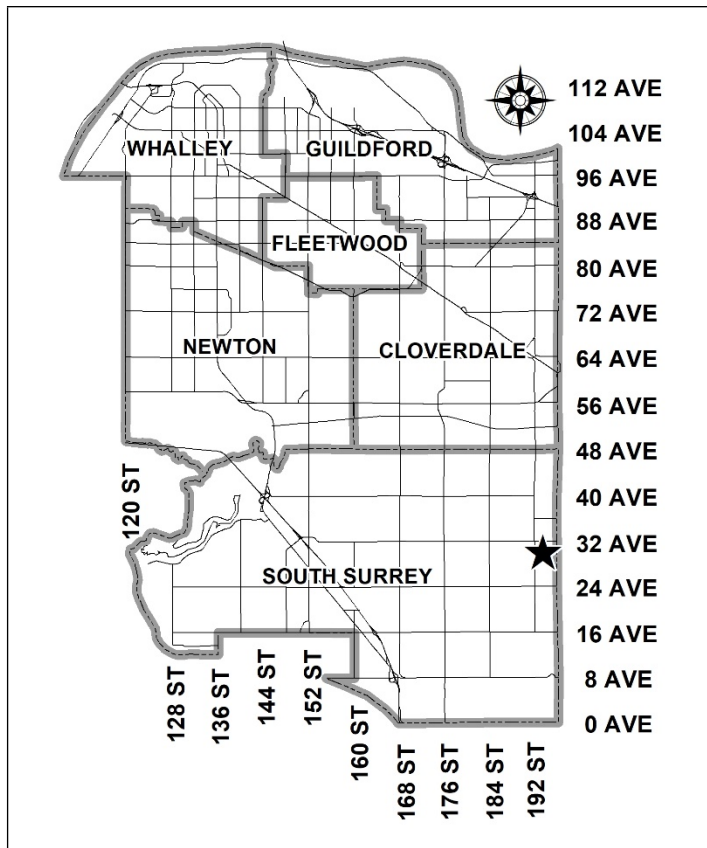 112 AVE
104 AVE
WHALLEY
GUILDFORD
96 AVE
88 AVE
FLEETWOOD
80 AVE
72 AVE
NEWTON
CLOVERDALE
64 AVE
56 AVE
48 AVE
120 ST
40 AVE
32 AVE
SOUTH SURREY
24 AVE
16 AVE
8 AVE
0 AVE
128 ST
136 ST
144 ST
152 ST
160 ST
168 ST
176 ST
184 ST
192 ST